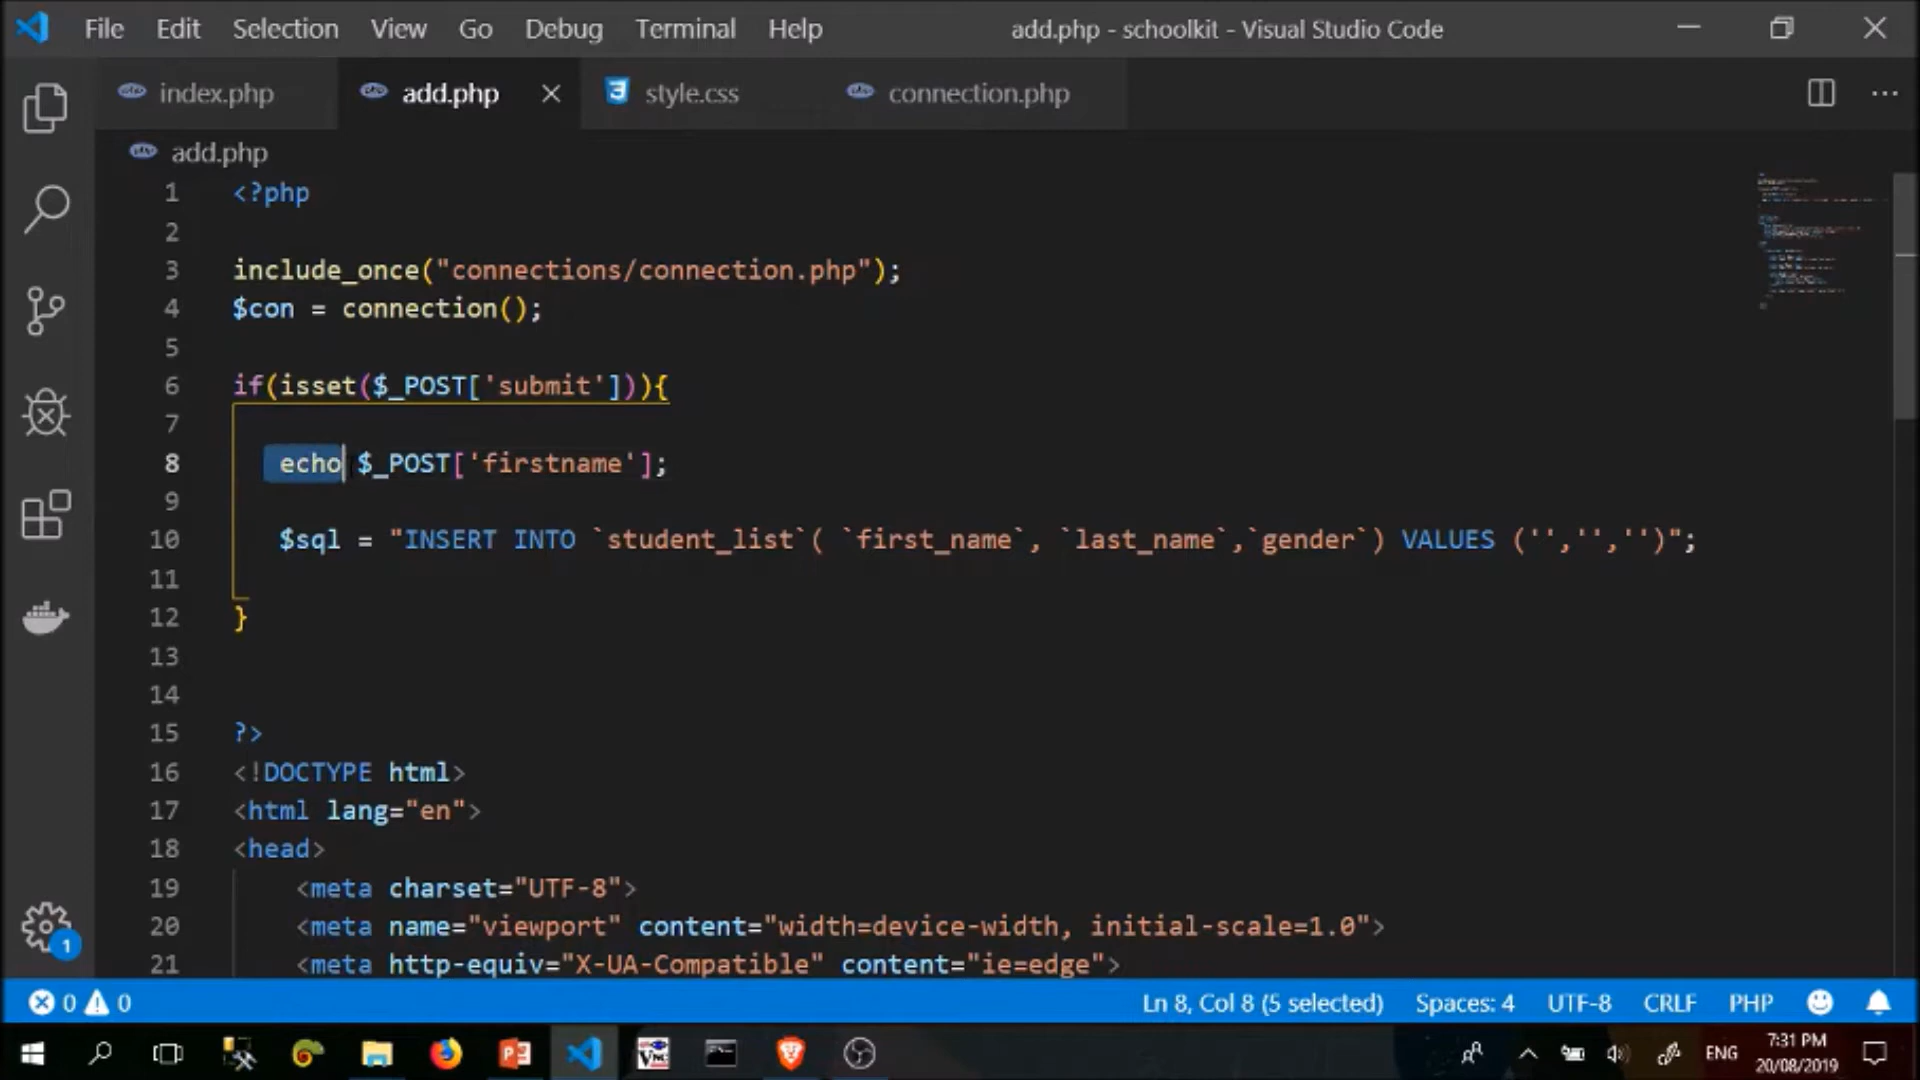 File Edit Selection View Go Debug Terminal Help add.php - schoolkit - Visual Studio Code
index.php add.php style.css connection.php
add.php
1 <?php
2
3 include_once("connections/connection.php");
4 $con = connection();
5
6 if(isset($_POST['submit'])){
7
8 echo $_POST['firstname'];
9
10 $sql = "INSERT INTO `student_list`( `first_name`, `last_name`,`gender`) VALUES ('','','')";
11
12 }
13
14
15 ?>
16 <!DOCTYPE html>
17 <html lang="en">
18 <head>
19 <meta charset="UTF-8">
20 <meta name="viewport" content="width=device-width, initial-scale=1.0">
21 <meta http-equiv="X-UA-Compatible" content="ie=edge">
1
0 0 Ln 8, Col 8 (5 selected) Spaces: 4 UTF-8 CRLF PHP
ENG 7:31 PM
20/08/2019